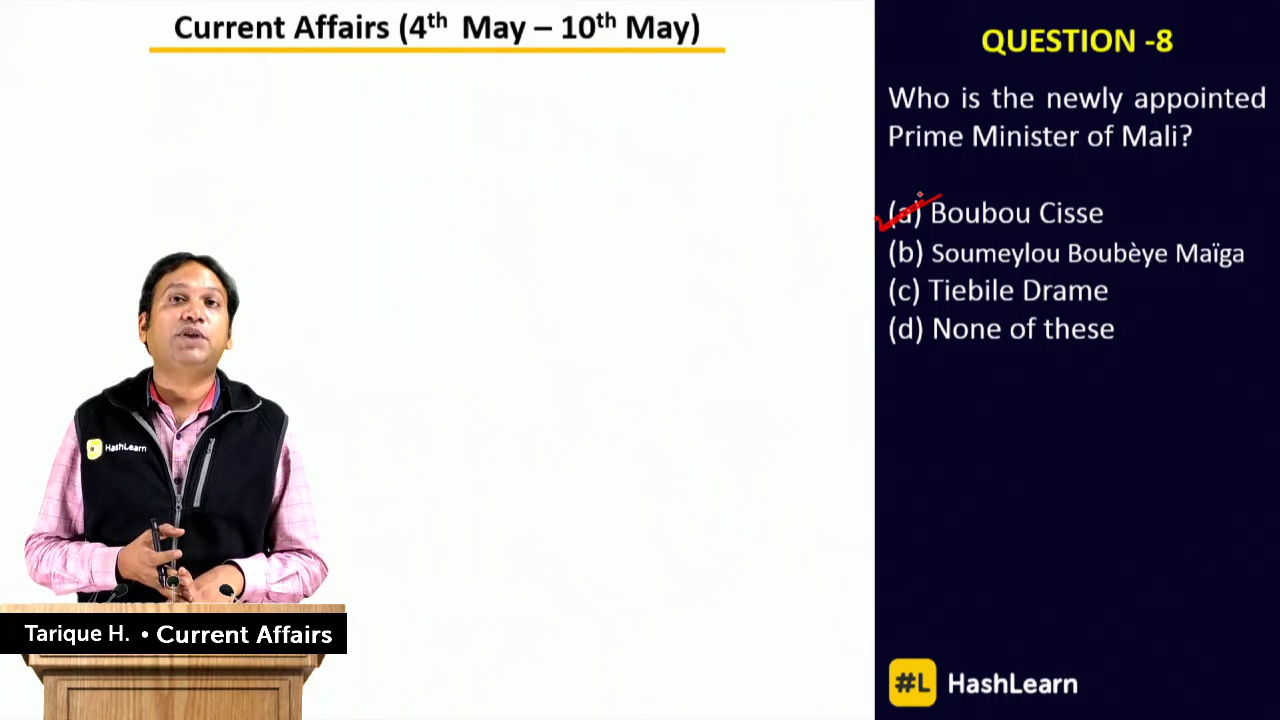 Current Affairs (4th May – 10th May)
QUESTION -8
Who is the newly appointed
Prime Minister of Mali?
(a) Boubou Cisse
(b) Soumeylou Boubèye Maïga
(c) Tiebile Drame
(d) None of these
HashLearn
Tarique H. • Current Affairs
#L HashLearn